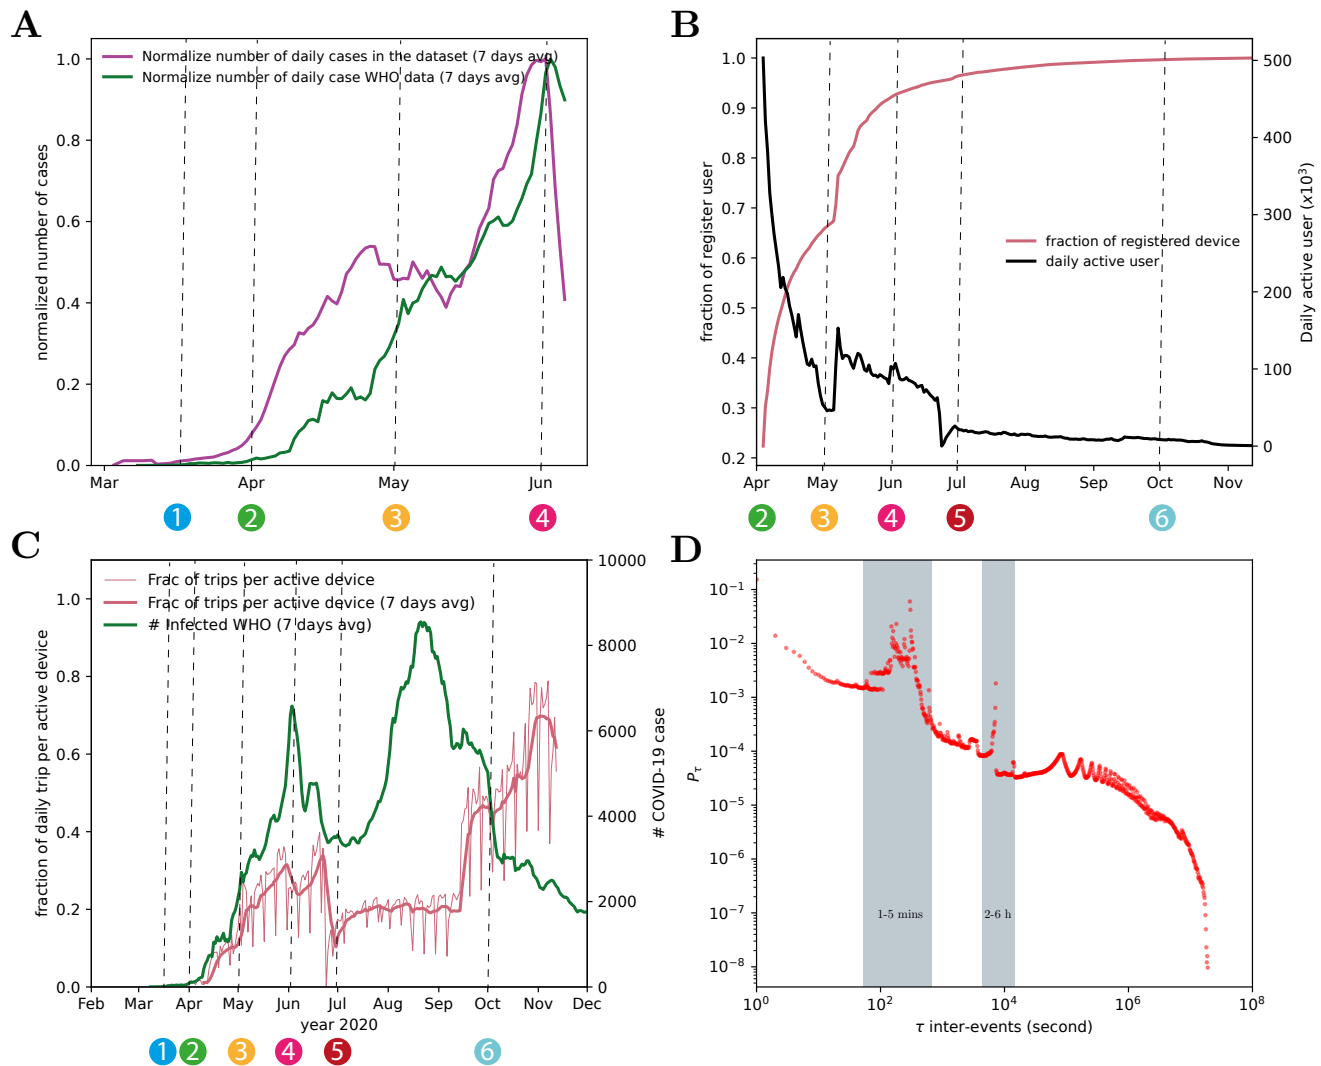 A
Normalize number of daily cases in the dataset (7 days avg)
Normalize number of daily case WHO data (7 days avg)
normalized number of cases
1.0
0.8
0.6
0.4
0.2
0.0
Mar
Apr
May
Jun
1
2
3
4
B
fraction of register user
1.0
0.9
0.8
0.7
0.6
0.5
0.4
0.3
0.2
fraction of registered device
daily active user
500
400
300
200
100
0
Daily active user (x10³)
Apr
May
Jun
Jul
Aug
Sep
Oct
Nov
2
3
4
5
6
C
Frac of trips per active device
Frac of trips per active device (7 days avg)
# Infected WHO (7 days avg)
fraction of daily trip per active device
1.0
0.8
0.6
0.4
0.2
0.0
10000
8000
6000
4000
2000
0
# COVID-19 case
Feb
Mar
Apr
May
Jun
Jul
Aug
Sep
Oct
Nov
Dec
year 2020
1
2
3
4
5
6
D
Pτ
10⁻¹
10⁻²
10⁻³
10⁻⁴
10⁻⁵
10⁻⁶
10⁻⁷
10⁻⁸
1-5 mins
2-6 h
10⁰
10²
10⁴
10⁶
10⁸
τ inter-events (second)